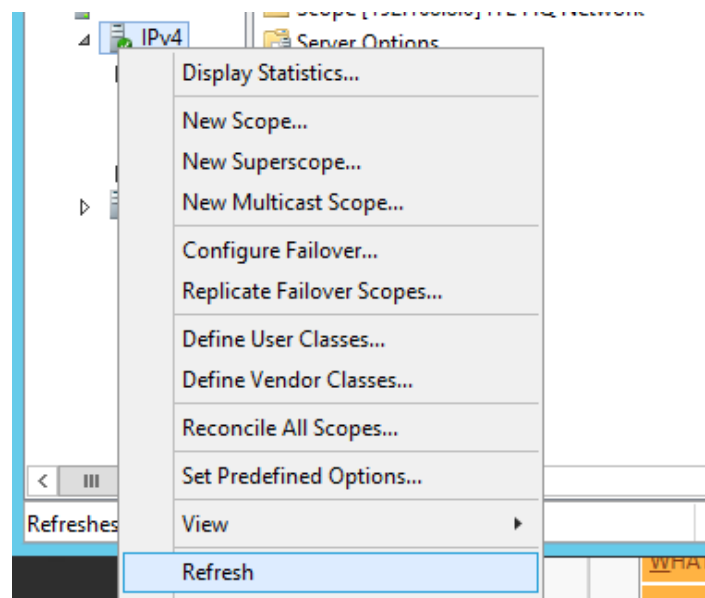 IPv4
Server Options
Display Statistics...
New Scope...
New Superscope...
New Multicast Scope...
Configure Failover...
Replicate Failover Scopes...
Define User Classes...
Define Vendor Classes...
Reconcile All Scopes...
Set Predefined Options...
View
Refreshes
Refresh
WHA